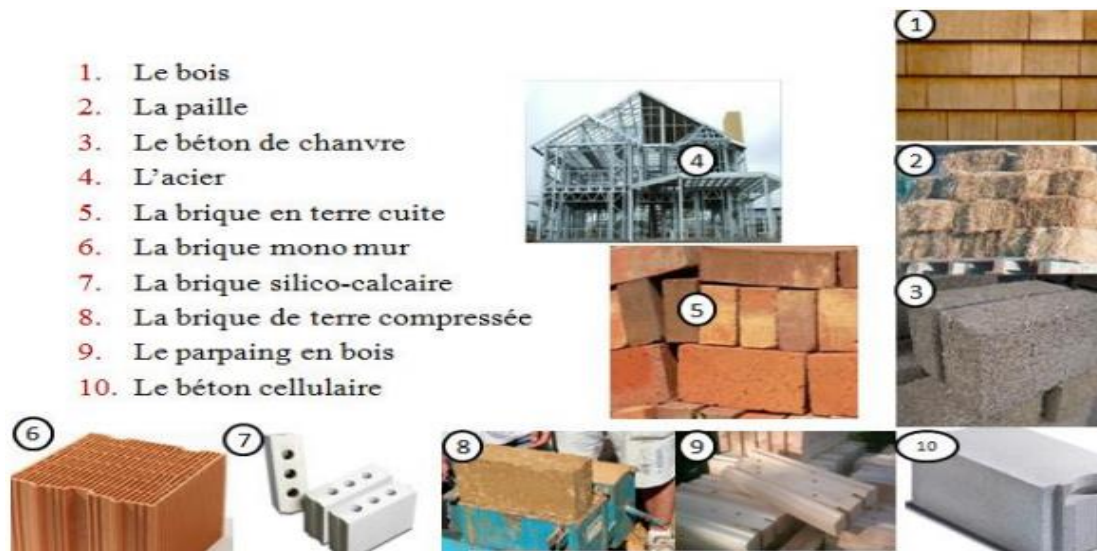 1. Le bois
2. La paille
3. Le béton de chanvre
4. L’acier
5. La brique en terre cuite
6. La brique mono mur
7. La brique silico-calcaire
8. La brique de terre compressée
9. Le parpaing en bois
10. Le béton cellulaire
1
4
2
5
3
6
7
8
9
10